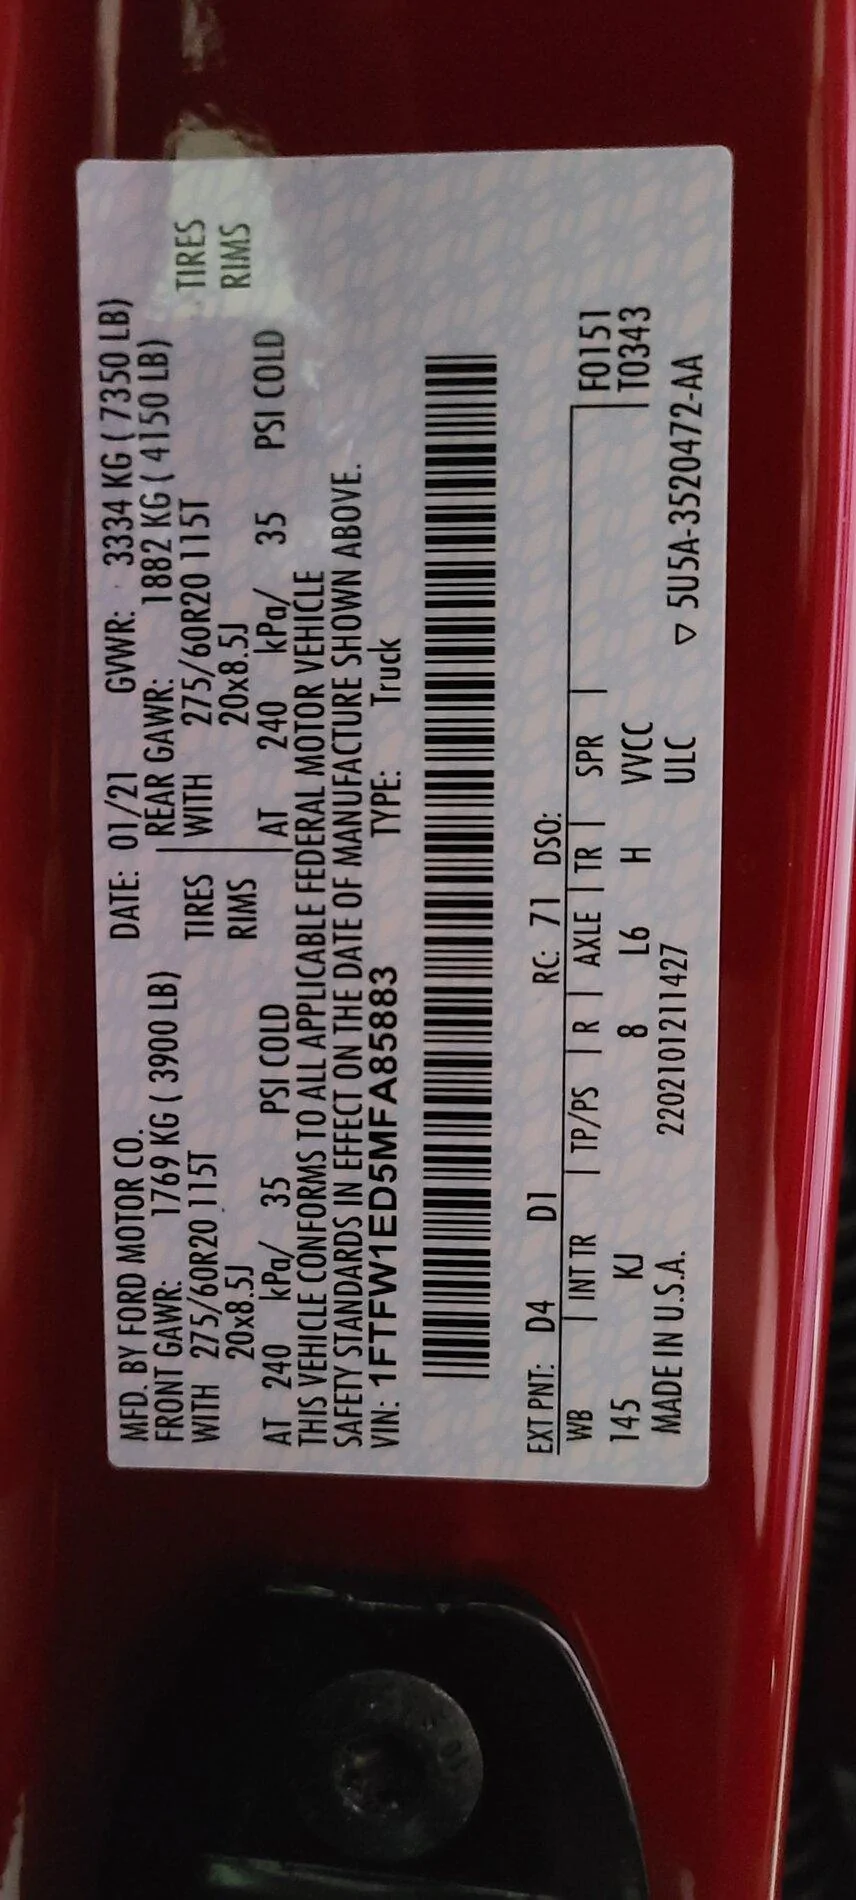 MFD. BY FORD MOTOR CO. DATE: 01/21 GVWR: 3334 KG ( 7350 LB)
FRONT GAWR: 1769 KG ( 3900 LB) REAR GAWR: 1882 KG ( 4150 LB)
WITH 275/60R20 115T TIRES WITH 275/60R20 115T TIRES
20x8.5J RIMS 20x8.5J RIMS
AT 240 kPa/ 35 PSI COLD AT 240 kPa/ 35 PSI COLD
THIS VEHICLE CONFORMS TO ALL APPLICABLE FEDERAL MOTOR VEHICLE
SAFETY STANDARDS IN EFFECT ON THE DATE OF MANUFACTURE SHOWN ABOVE.
VIN: 1FTFW1ED5MFA85883 TYPE: Truck
EXT PNT: D4 D1 RC: 71 DSO:
WB | INT TR | TP/PS | R | AXLE | TR | SPR | F0151
145 KJ 8 L6 H VVCC T0343
MADE IN U.S.A. 2202101211427 ULC ▽ 5U5A-3520472-AA